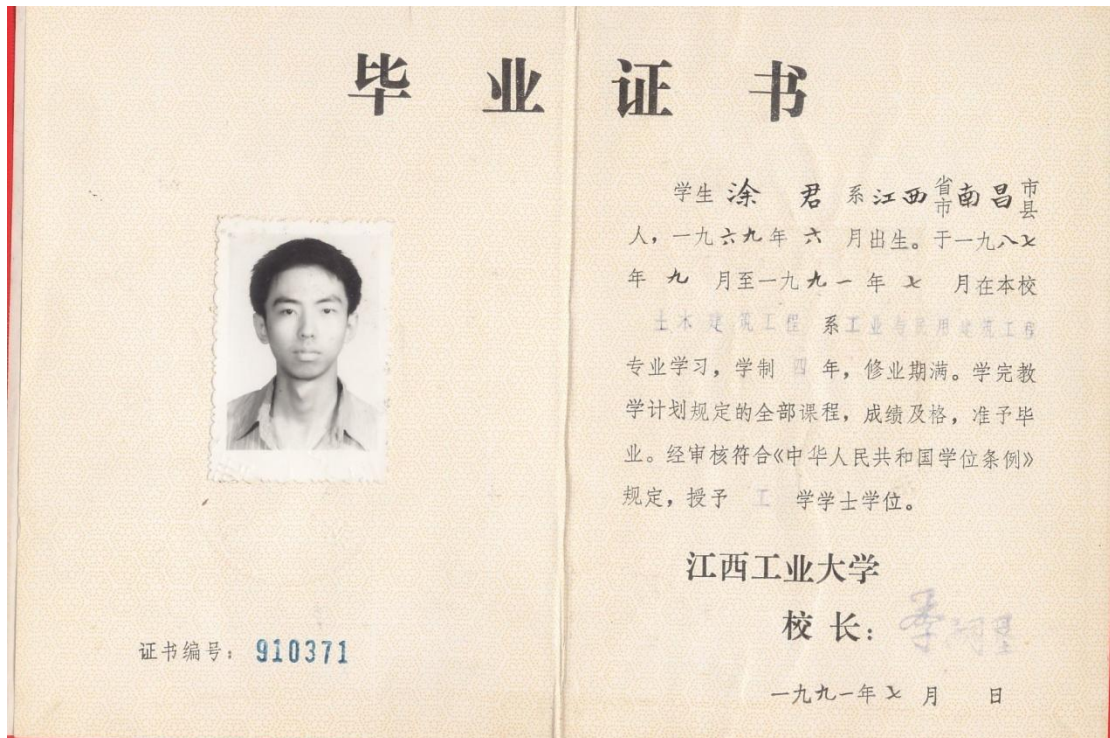 毕业证书
学生 涂 君 系江西省市南昌市县
人，一九六九年 六 月出生。于一九八七
年 九 月至一九九一年 七 月在本校
土木建筑工程 系工业与民用建筑工程
专业学习，学制 四 年，修业期满。学完教
学计划规定的全部课程，成绩及格，准予毕
业。经审核符合《中华人民共和国学位条例》
规定，授予 工 学学士学位。
江西工业大学
校长：
一九九一年 七 月 日
证书编号：910371